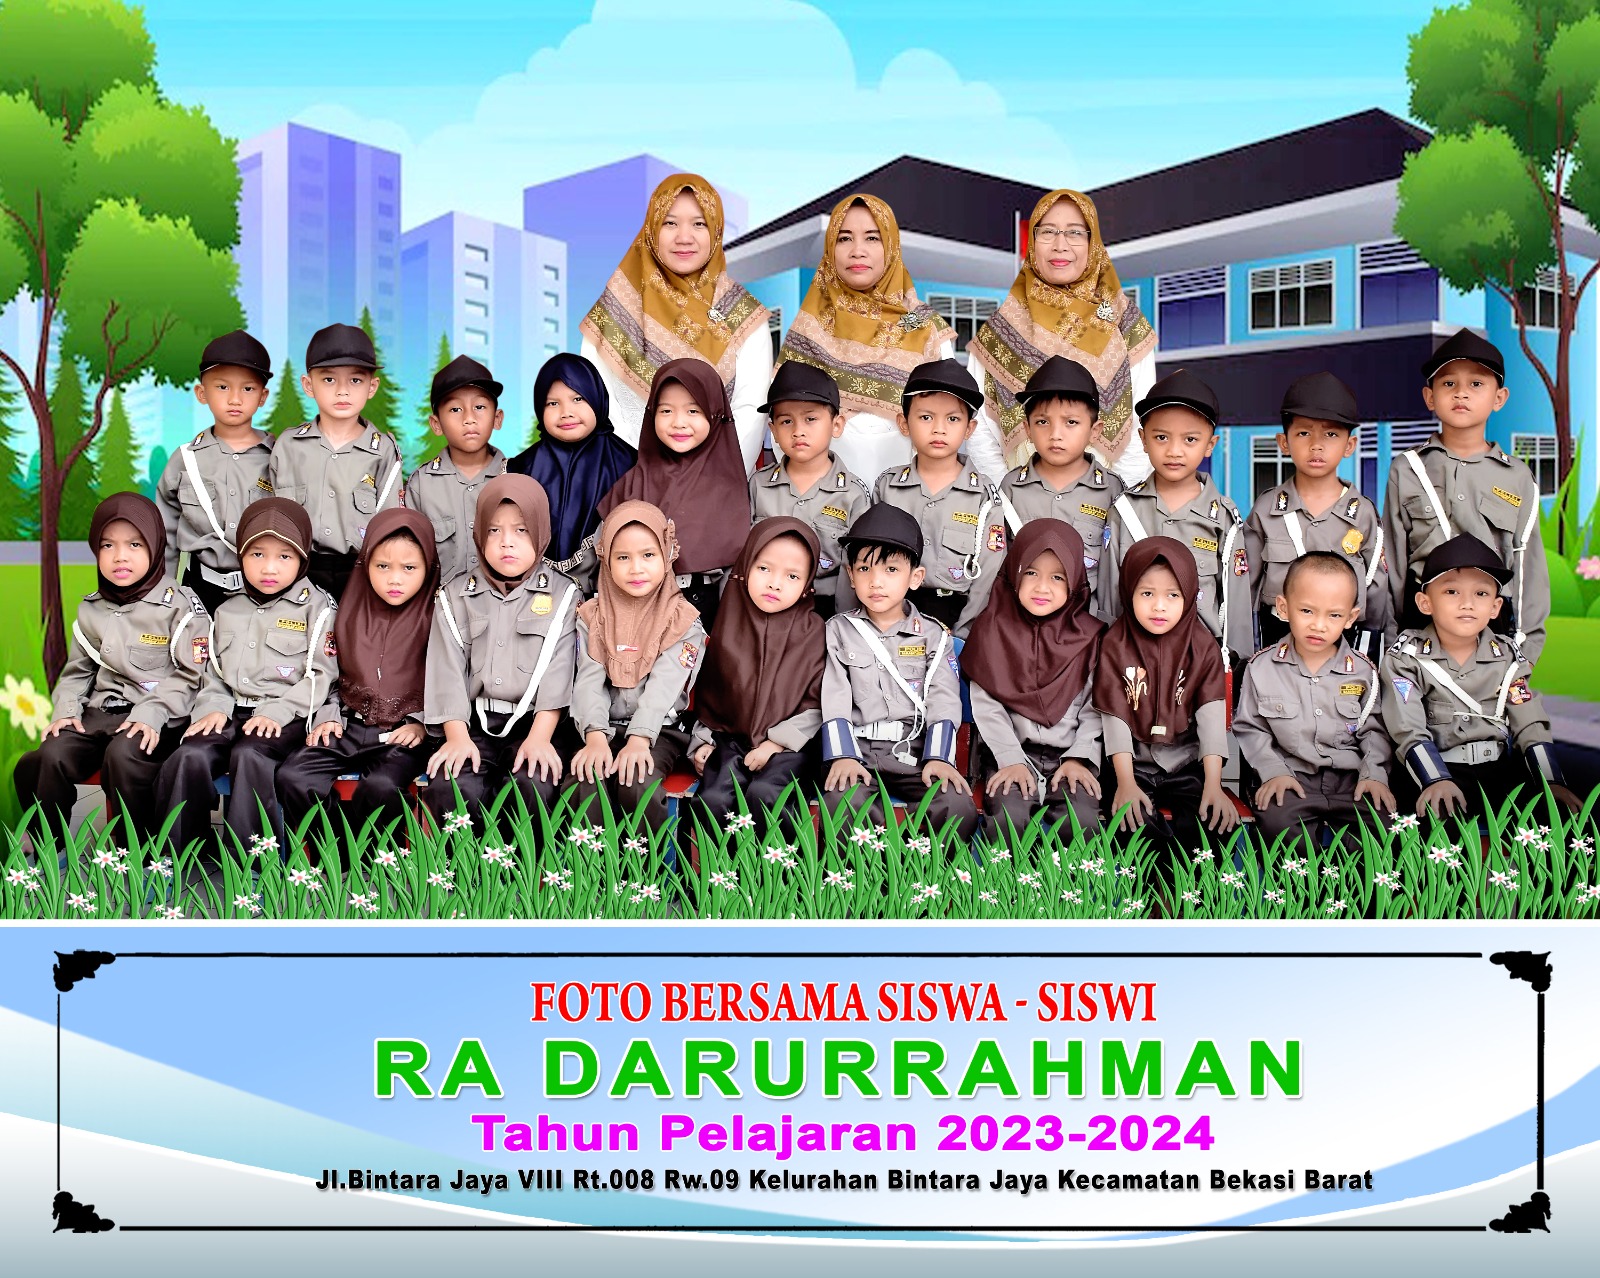 FOTO BERSAMA SISWA - SISWI
RA DARURRAHMAN
Tahun Pelajaran 2023-2024
Jl.Bintara Jaya VIII Rt.008 Rw.09 Kelurahan Bintara Jaya Kecamatan Bekasi Barat